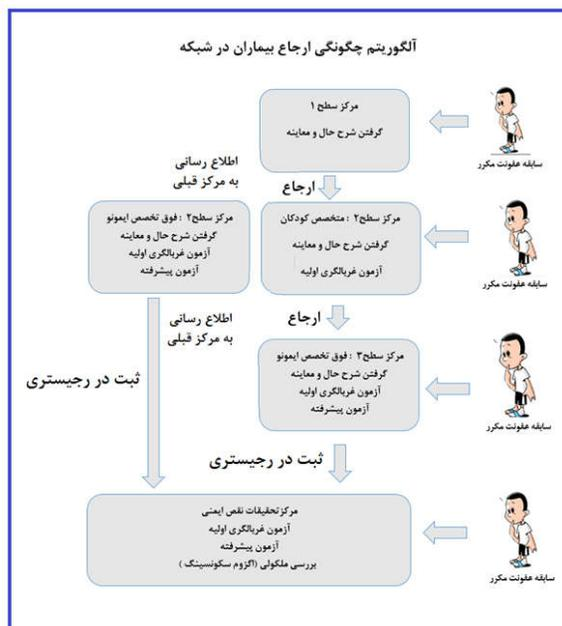 آلگوریتم چگونگی ارجاع بیماران در شبکه
مرکز سطح ۱
گرفتن شرح حال و معاینه
سابقه عفونت مکرر
ارجاع
اطلاع رسانی
به مرکز قبلی
مرکز سطح۲ : متخصص کودکان
گرفتن شرح حال و معاینه
آزمون غربالگری اولیه
سابقه عفونت مکرر
مرکز سطح۲ : فوق تخصص ایمونو
گرفتن شرح حال و معاینه
آزمون غربالگری اولیه
آزمون پیشرفته
ارجاع
اطلاع رسانی
به مرکز قبلی
مرکز سطح۳ : فوق تخصص ایمونو
گرفتن شرح حال و معاینه
آزمون غربالگری اولیه
آزمون پیشرفته
سابقه عفونت مکرر
ثبت در رجیستری
ثبت در رجیستری
مرکزتحقیقات نقص ایمنی
آزمون غربالگری اولیه
آزمون پیشرفته
بررسی ملکولی (اگزوم سکونسینگ )
سابقه عفونت مکرر